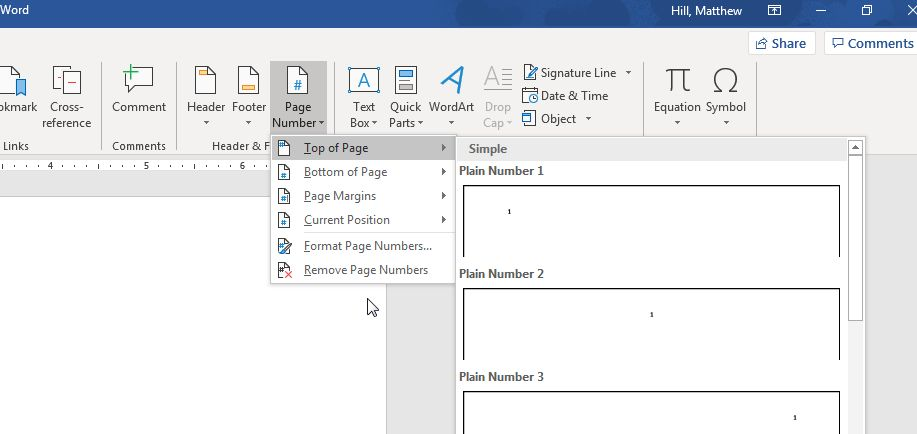 Word
Hill, Matthew
Share
Comments
okmark
Cross-
reference
Links
Comment
Comments
Header
Footer
Page
Number
Header & F
Text
Box
Quick
Parts
WordArt
Drop
Cap
Signature Line
Date & Time
Object
Equation
Symbol
4
5
6
Top of Page
Bottom of Page
Page Margins
Current Position
Format Page Numbers...
Remove Page Numbers
Simple
Plain Number 1
1
Plain Number 2
1
Plain Number 3
1